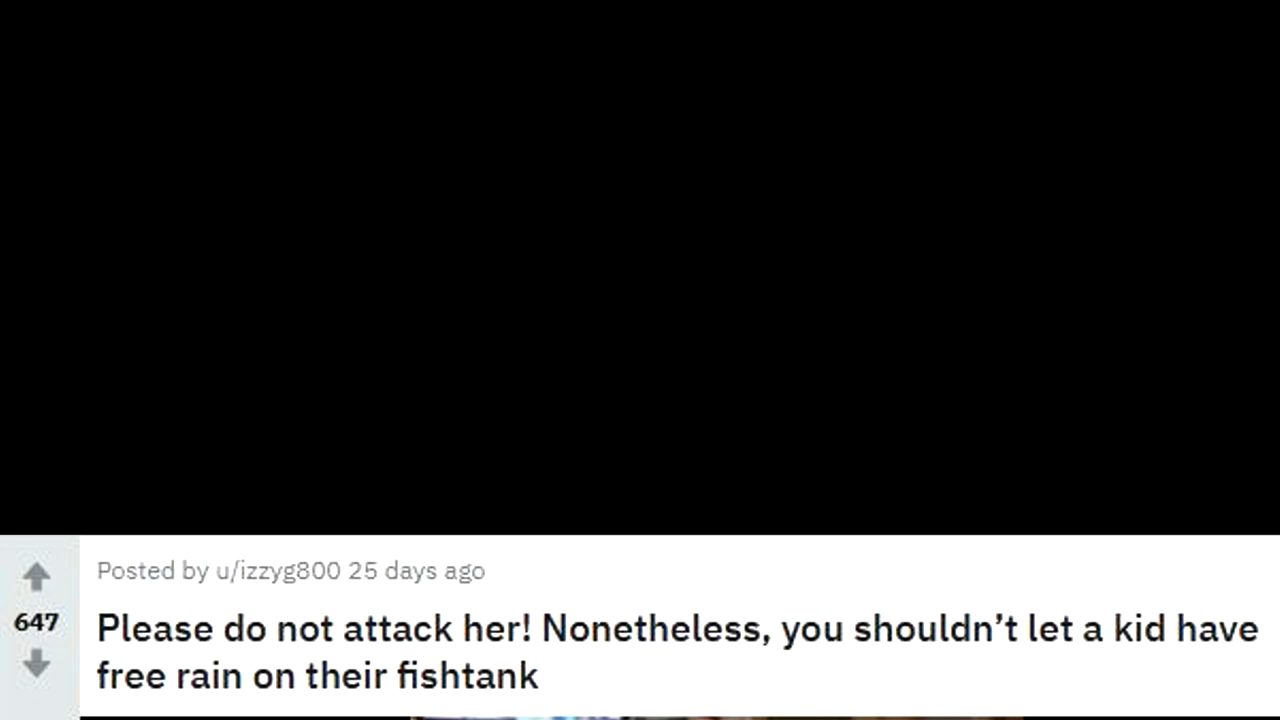 Posted by u/izzyg800 25 days ago
647
Please do not attack her! Nonetheless, you shouldn’t let a kid have
free rain on their fishtank